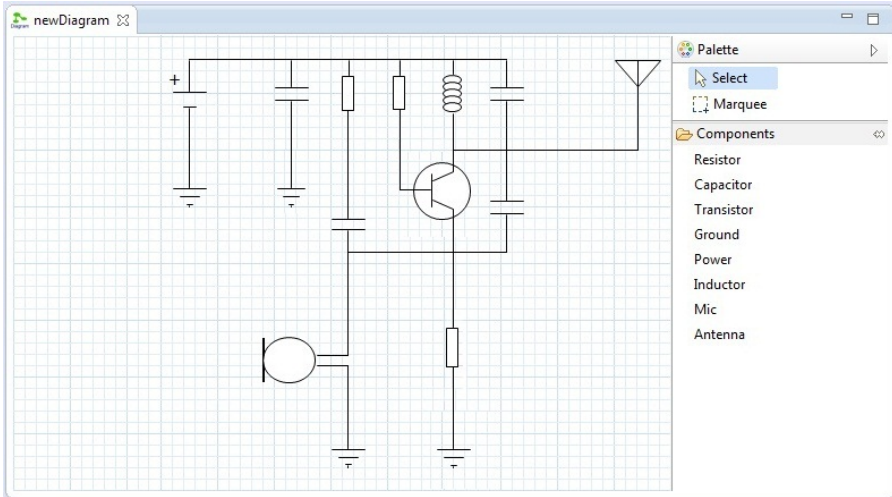 newDiagram
Palette
Select
Marquee
Components
Resistor
Capacitor
Transistor
Ground
Power
Inductor
Mic
Antenna
+